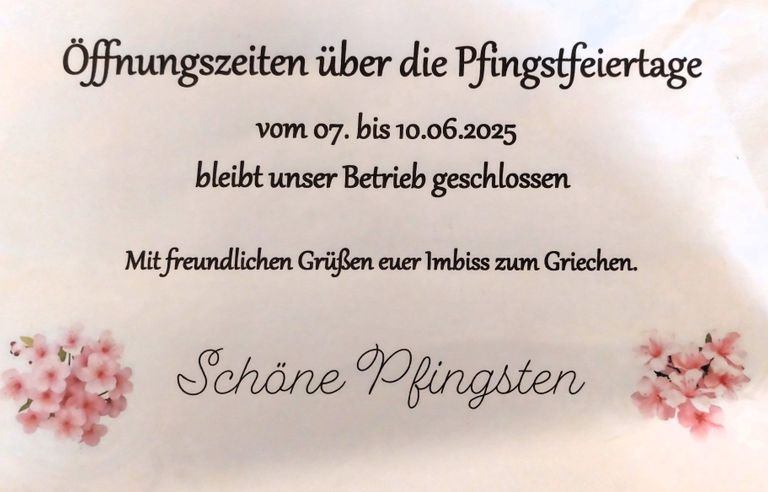 Öffnungszeiten über die Pfingstfeiertage
vom 07. bis 10.06.2025
bleibt unser Betrieb geschlossen
Mit freundlichen Grüßen euer Imbiss zum Griechen.
Schöne Pfingsten